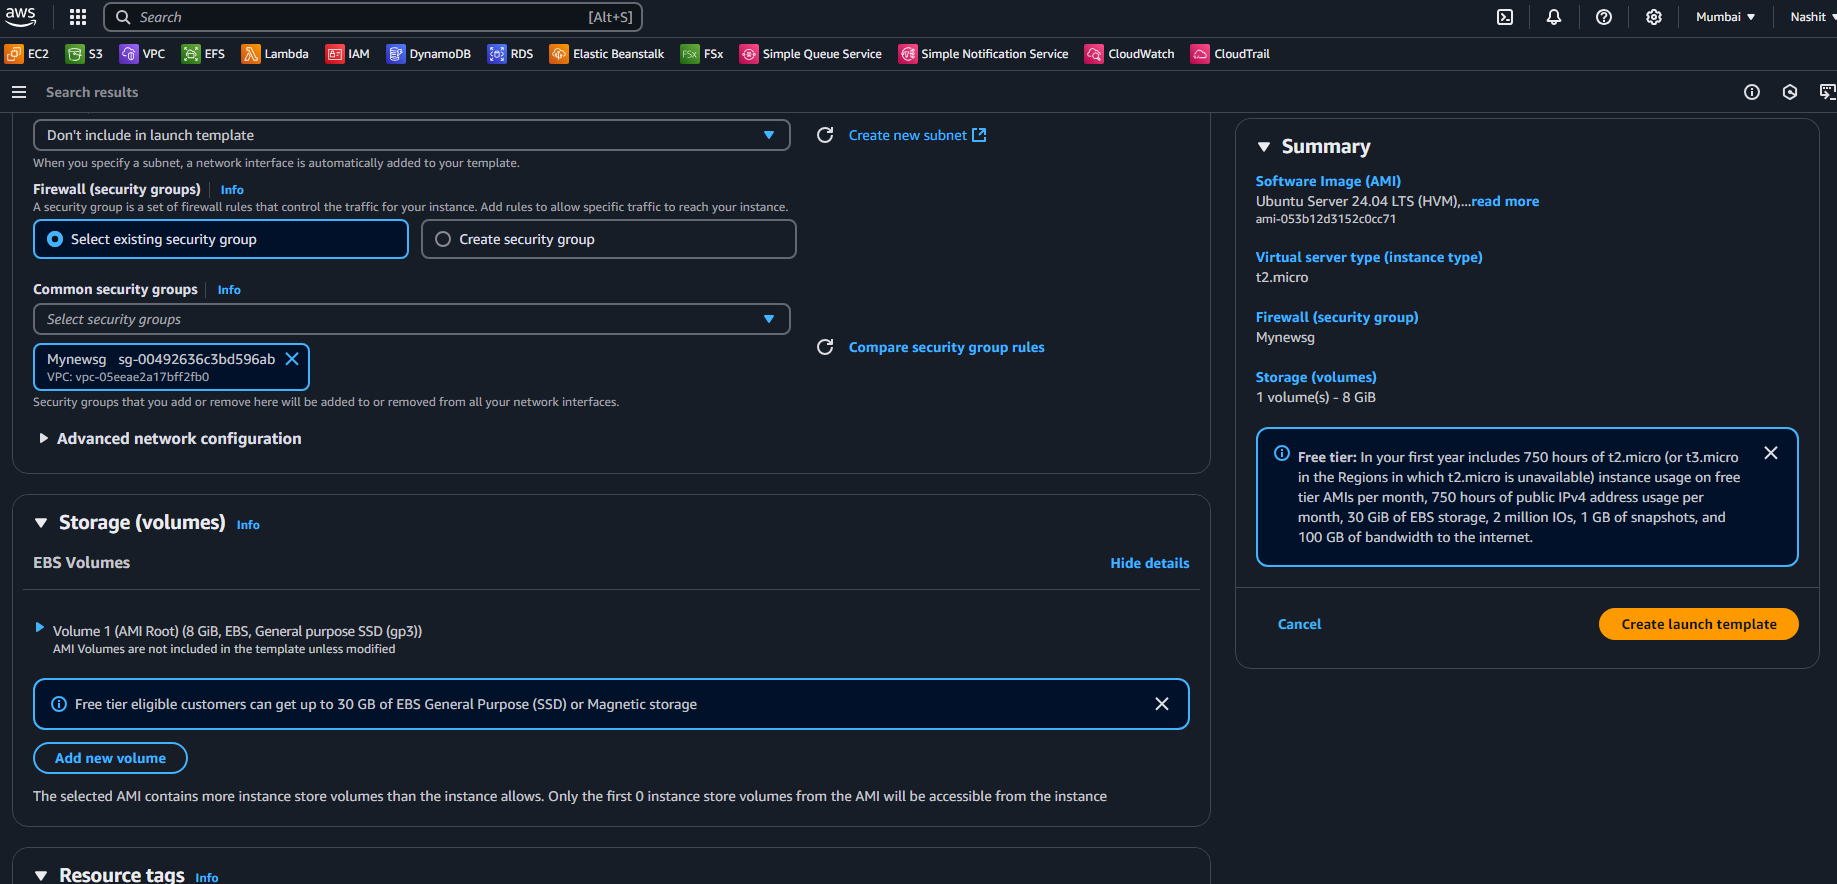 aws
Search [Alt+S]
Mumbai
Nashit
EC2 S3 VPC EFS Lambda IAM DynamoDB RDS Elastic Beanstalk FSx Simple Queue Service Simple Notification Service CloudWatch CloudTrail
Search results
Don't include in launch template
Create new subnet
When you specify a subnet, a network interface is automatically added to your template.
Firewall (security groups) Info
A security group is a set of firewall rules that control the traffic for your instance. Add rules to allow specific traffic to reach your instance.
Select existing security group
Create security group
Common security groups Info
Select security groups
Mynewsg sg-00492636c3bd596ab
VPC: vpc-05eeae2a17bff2fb0
Compare security group rules
Security groups that you add or remove here will be added to or removed from all your network interfaces.
Advanced network configuration
Storage (volumes) Info
EBS Volumes
Hide details
Volume 1 (AMI Root) (8 GiB, EBS, General purpose SSD (gp3))
AMI Volumes are not included in the template unless modified
Free tier eligible customers can get up to 30 GB of EBS General Purpose (SSD) or Magnetic storage
Add new volume
The selected AMI contains more instance store volumes than the instance allows. Only the first 0 instance store volumes from the AMI will be accessible from the instance
Resource tags Info
Summary
Software Image (AMI)
Ubuntu Server 24.04 LTS (HVM),...read more
ami-053b12d3152c0cc71
Virtual server type (instance type)
t2.micro
Firewall (security group)
Mynewsg
Storage (volumes)
1 volume(s) - 8 GiB
Free tier: In your first year includes 750 hours of t2.micro (or t3.micro
in the Regions in which t2.micro is unavailable) instance usage on free
tier AMIs per month, 750 hours of public IPv4 address usage per
month, 30 GiB of EBS storage, 2 million IOs, 1 GB of snapshots, and
100 GB of bandwidth to the internet.
Cancel
Create launch template